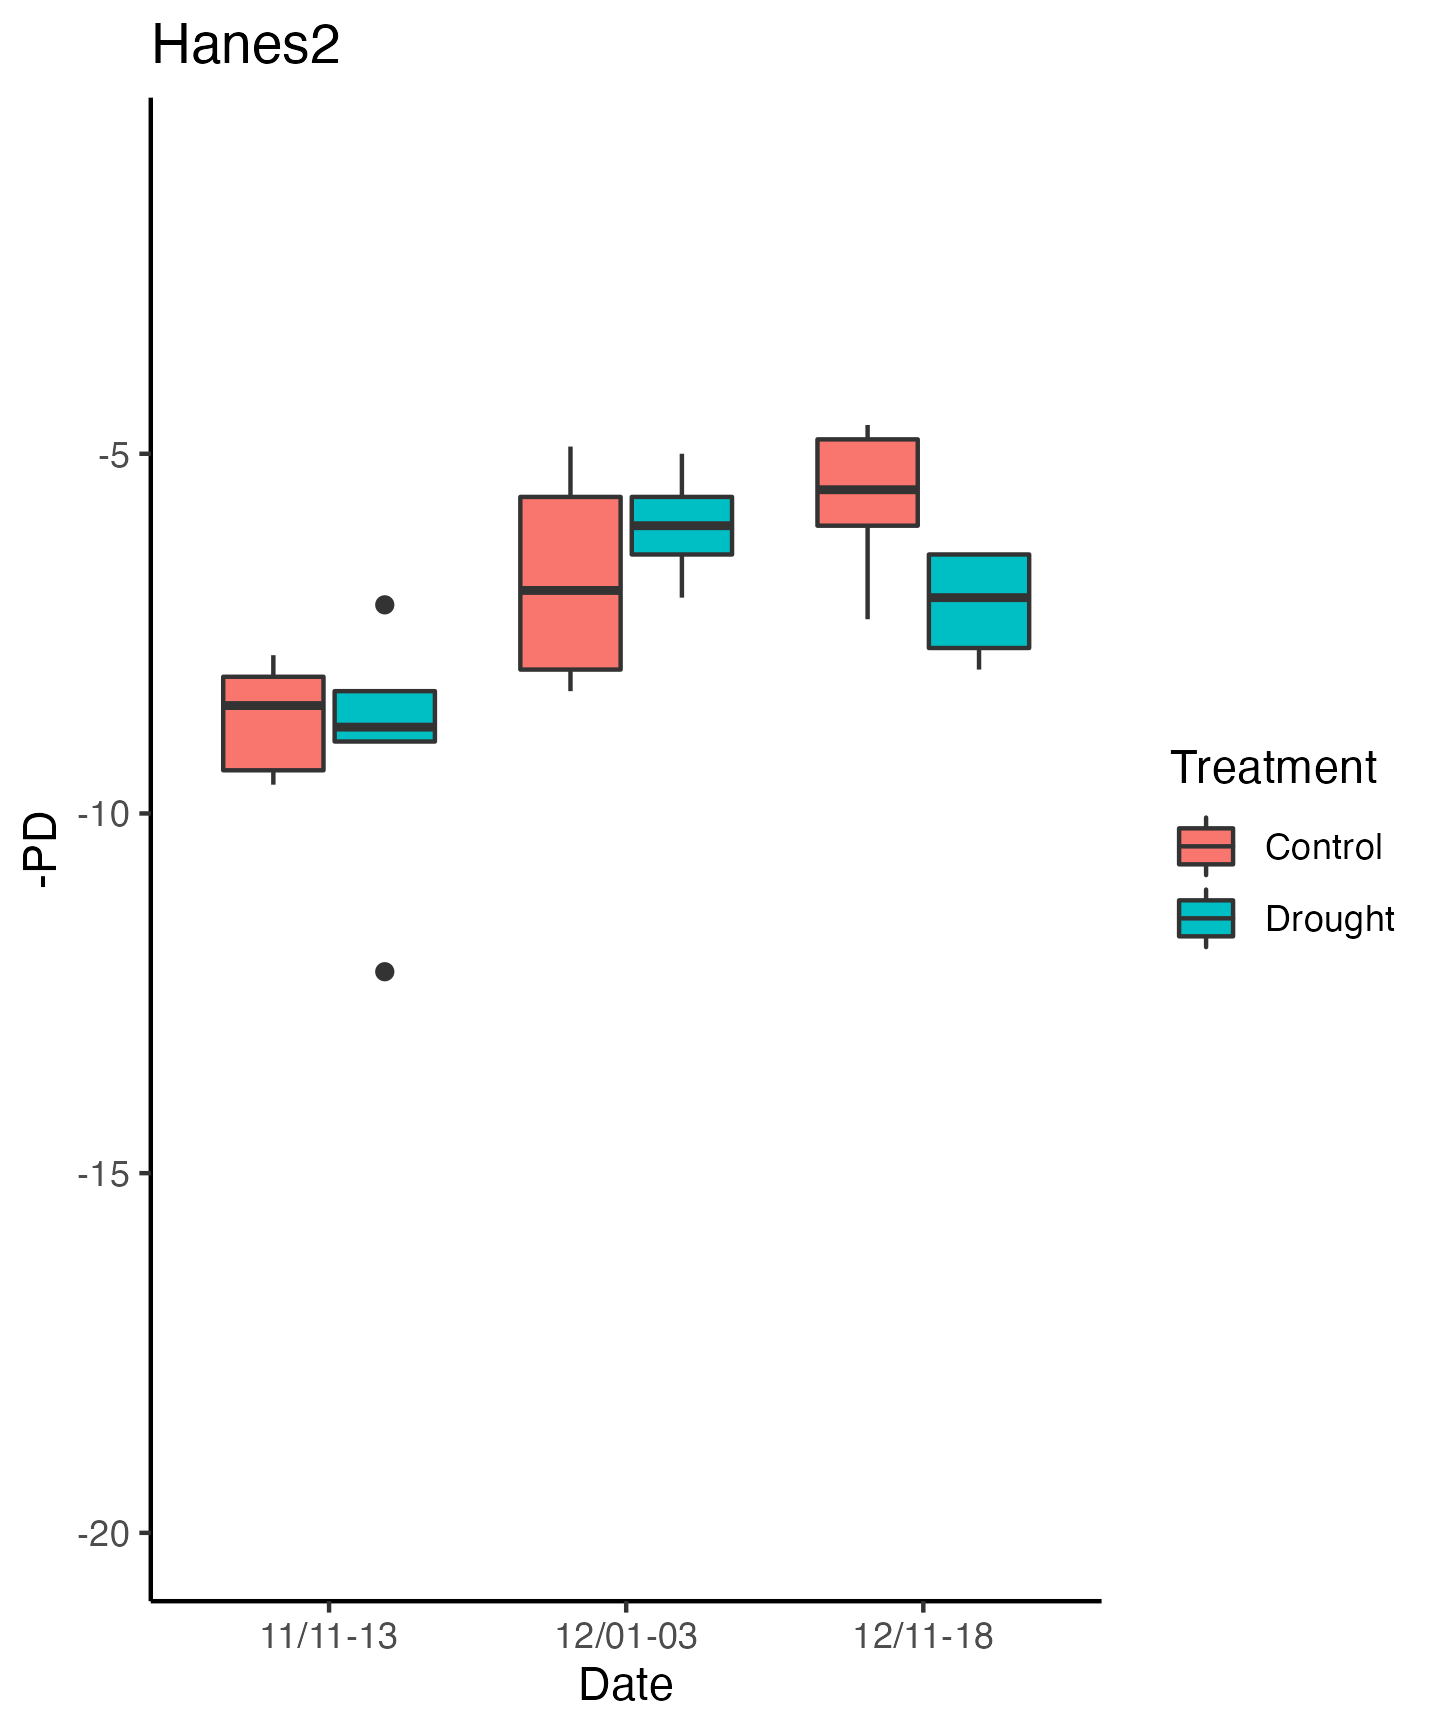 Hanes2
-PD
-5
-10
-15
-20
11/11-13
12/01-03
12/11-18
Date
Treatment
Control
Drought